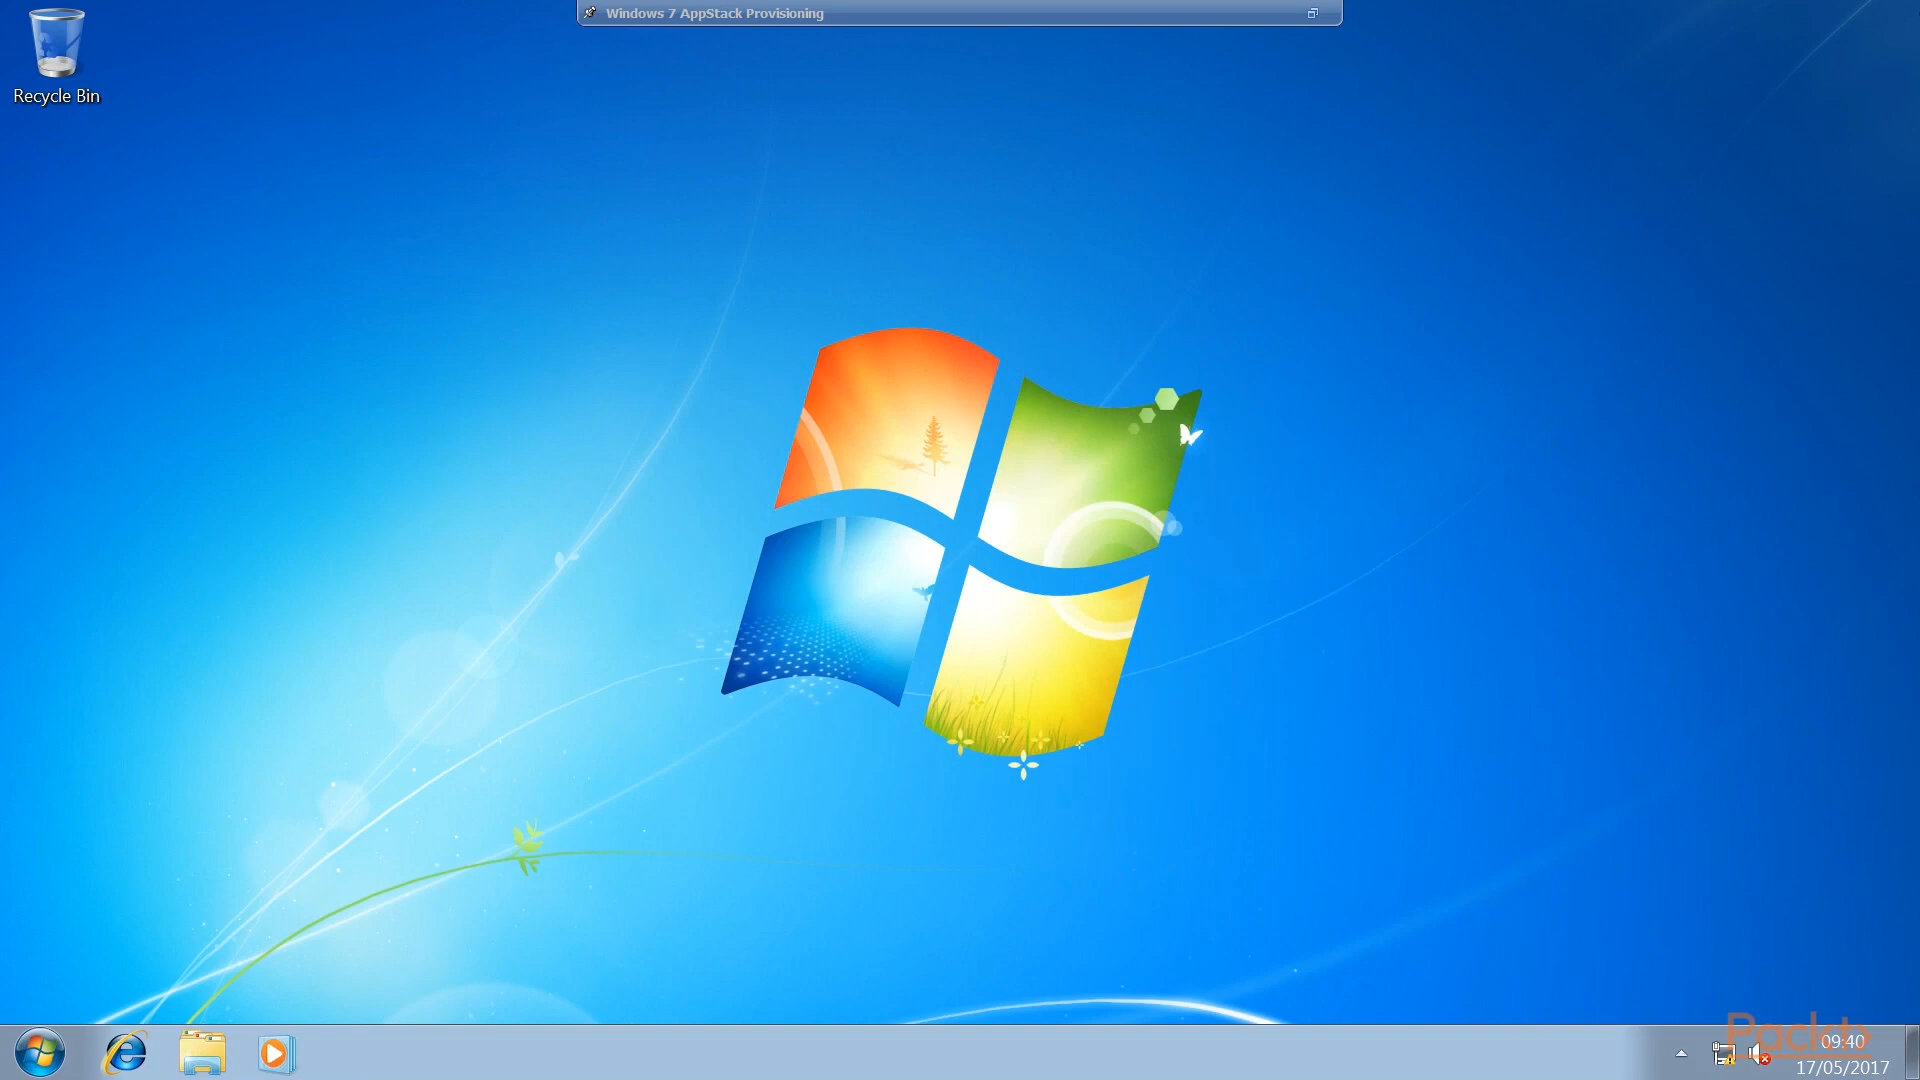 Windows 7 AppStack Provisioning
Recycle Bin
Packt>
09:40
17/05/2017